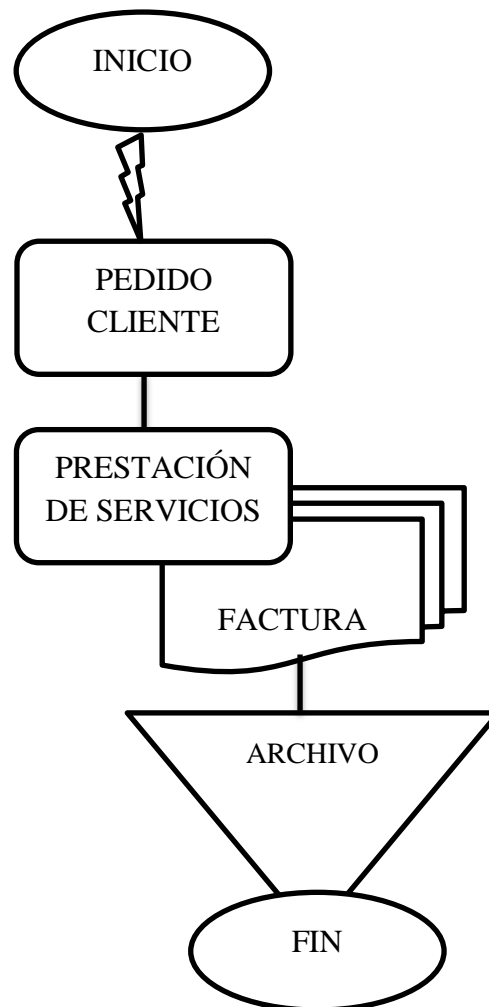 INICIO
PEDIDO
CLIENTE
PRESTACIÓN
DE SERVICIOS
FACTURA
ARCHIVO
FIN